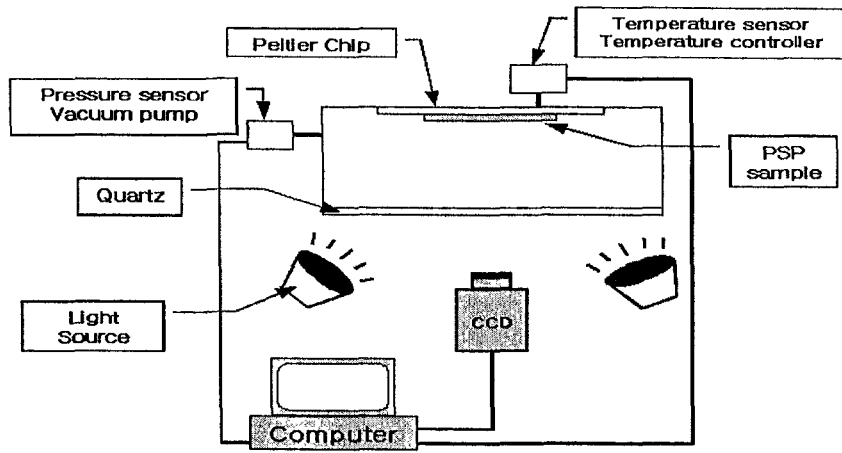 Temperature sensor
Temperature controller
Peltier Chip
Pressure sensor
Vacuum pump
PSP
sample
Quartz
Light
Source
CCD
Computer